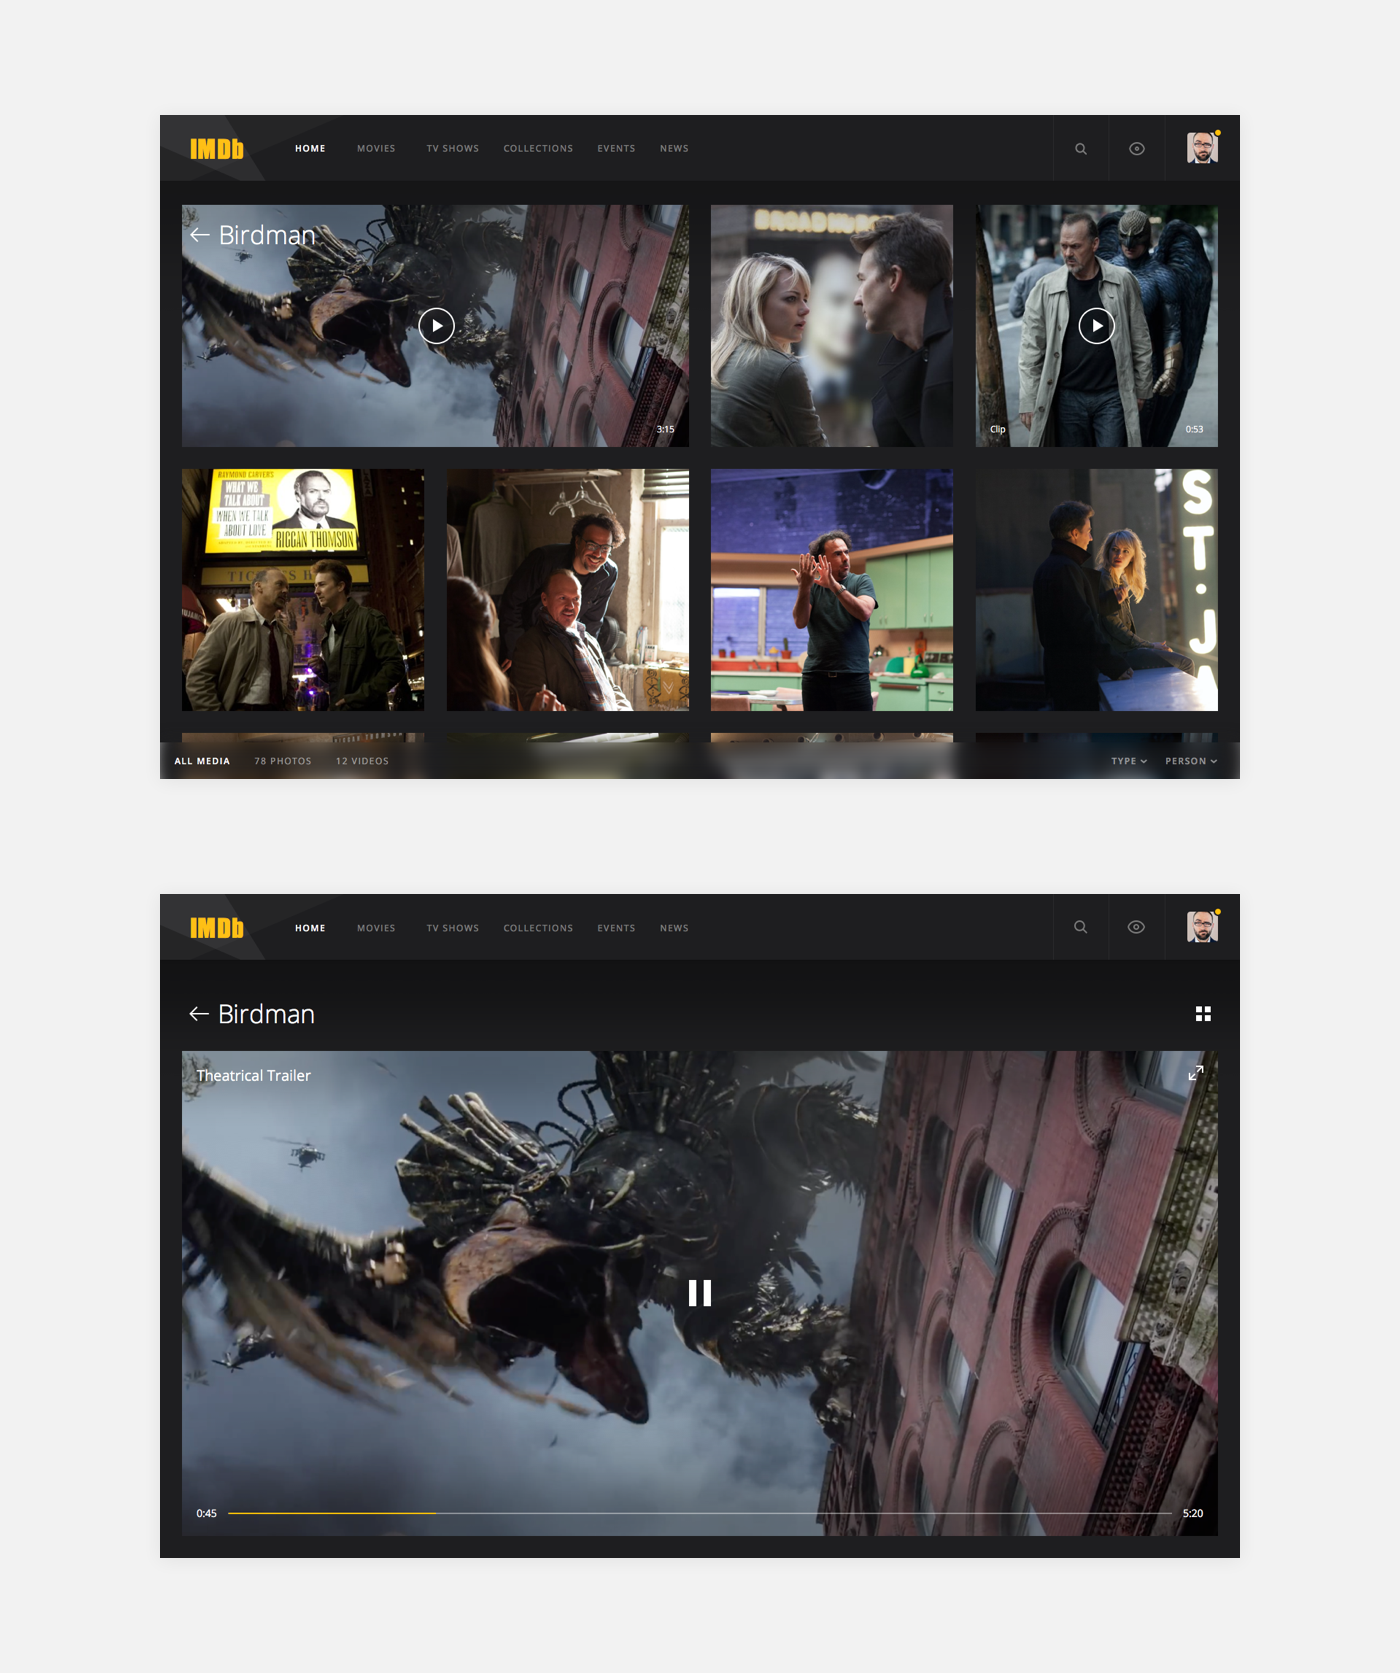 IMDb HOME MOVIES TV SHOWS COLLECTIONS EVENTS NEWS
Birdman
BROAD
3:15
Clip 0:53
RAYMOND CARVER'S
WHAT WE
TALK ABOUT
WHEN WE TALK
ABOUT LOVE
RIGGAN THOMSON
TICKETS
S
T
·
J
A
ALL MEDIA 78 PHOTOS 12 VIDEOS TYPE PERSON
IMDb HOME MOVIES TV SHOWS COLLECTIONS EVENTS NEWS
Birdman
Theatrical Trailer
0:45 5:20